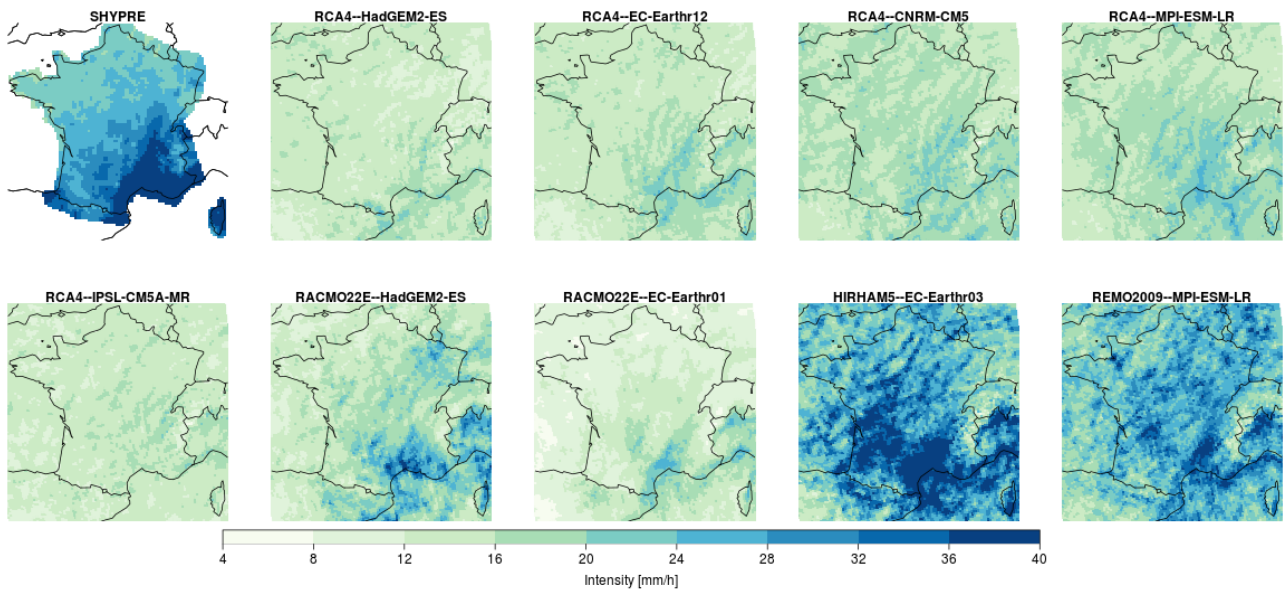 SHYPRE
RCA4--HadGEM2-ES
RCA4--EC-Earthr12
RCA4--CNRM-CM5
RCA4--MPI-ESM-LR
RCA4--IPSL-CM5A-MR
RACMO22E--HadGEM2-ES
RACMO22E--EC-Earthr01
HIRHAM5--EC-Earthr03
REMO2009--MPI-ESM-LR
4 8 12 16 20 24 28 32 36 40
Intensity [mm/h]